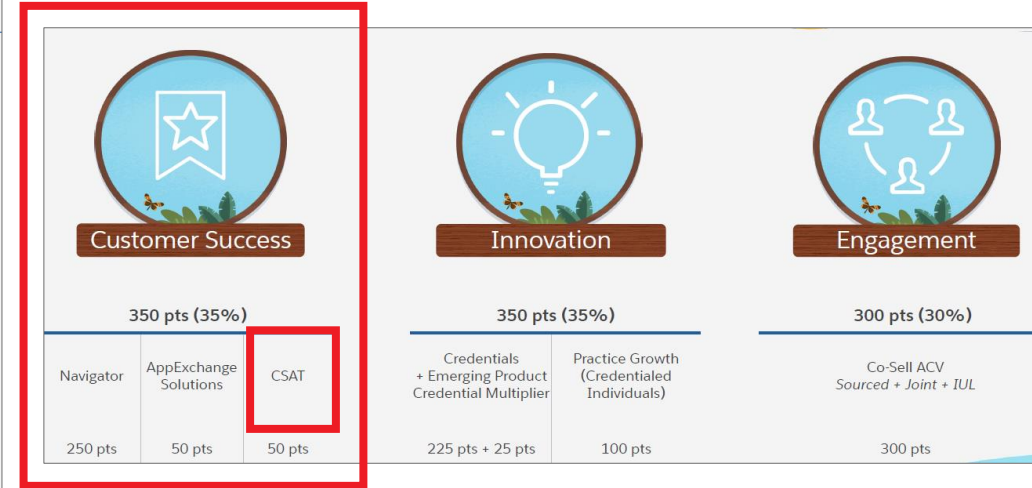 Customer Success
350 pts (35%)
Navigator
250 pts
AppExchange
Solutions
50 pts
CSAT
50 pts
Innovation
350 pts (35%)
Credentials
+ Emerging Product
Credential Multiplier
225 pts + 25 pts
Practice Growth
(Credentialed
Individuals)
100 pts
Engagement
300 pts (30%)
Co-Sell ACV
Sourced + Joint + IUL
300 pts